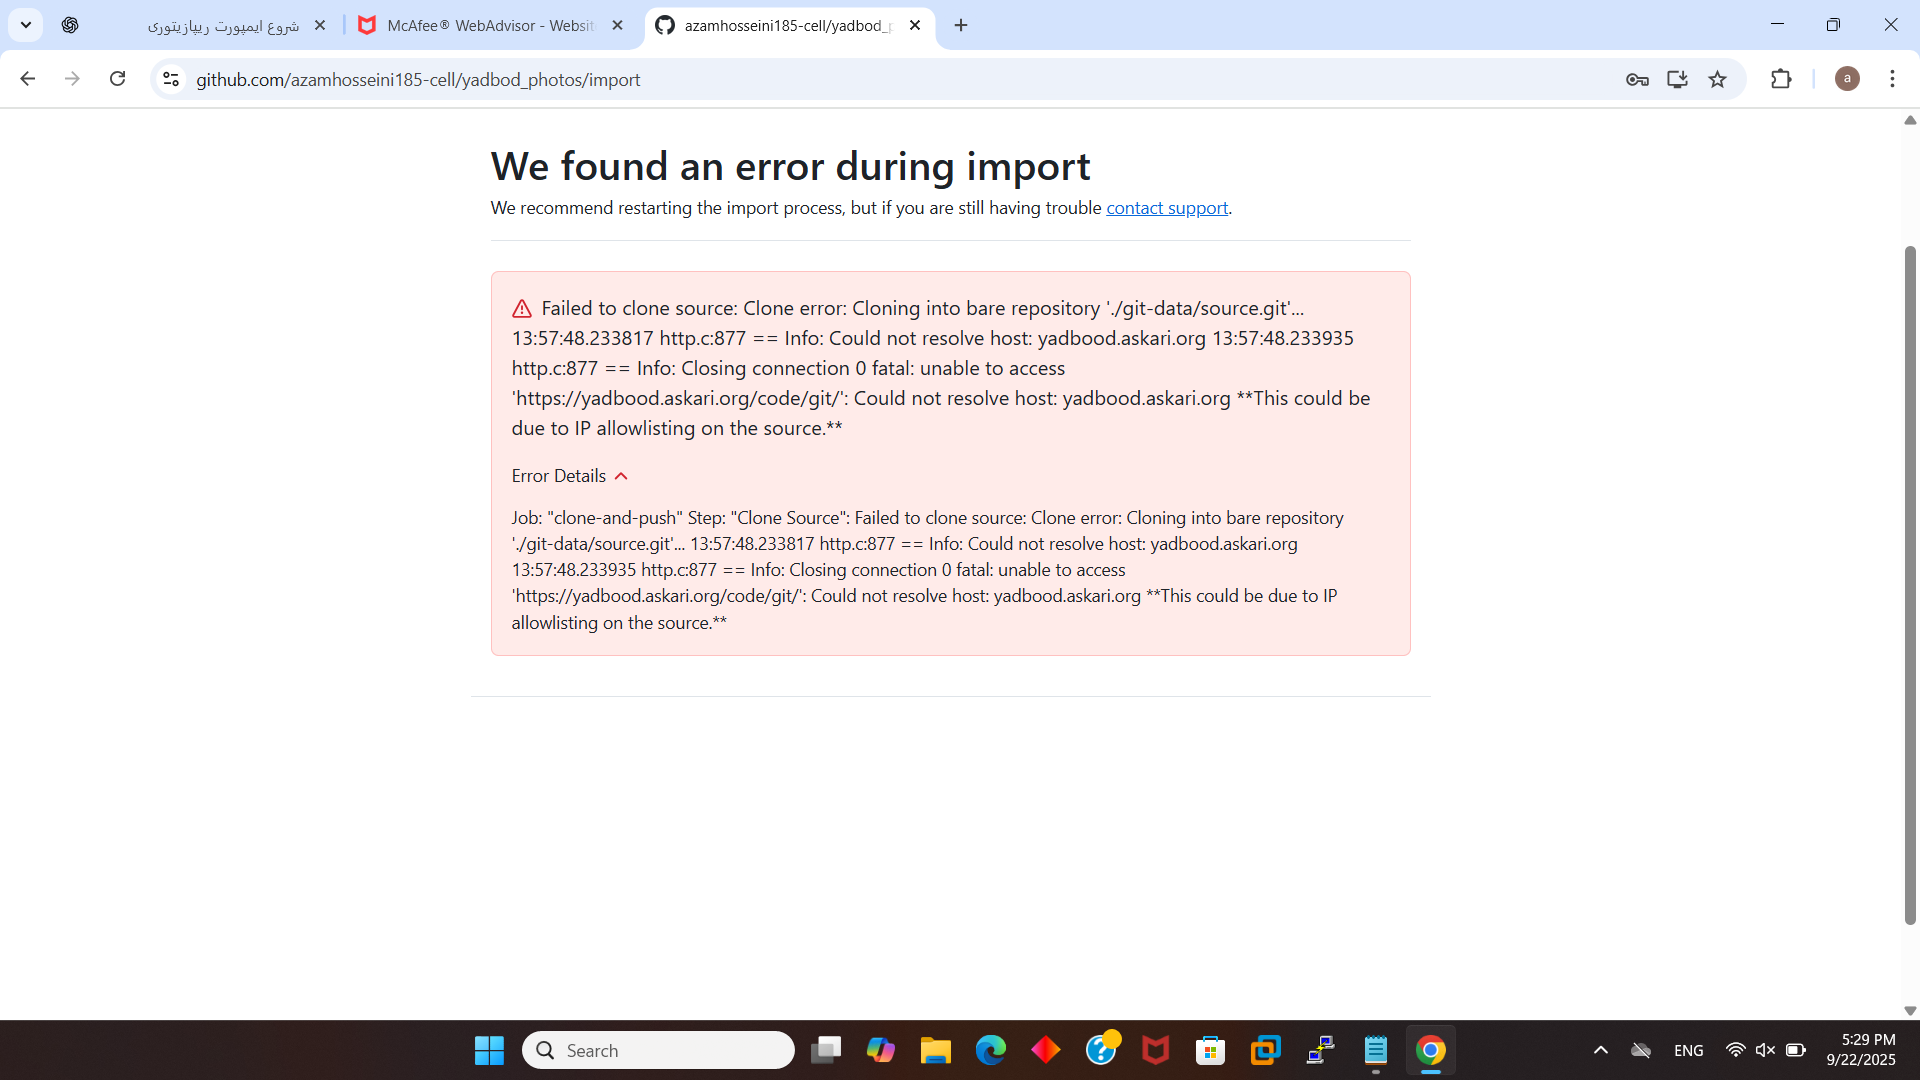 شروع ایمپورت ریپازیتوری
McAfee® WebAdvisor - Website
azamhosseini185-cell/yadbod_p
github.com/azamhosseini185-cell/yadbod_photos/import
a
We found an error during import
We recommend restarting the import process, but if you are still having trouble contact support.
Failed to clone source: Clone error: Cloning into bare repository './git-data/source.git'...
13:57:48.233817 http.c:877 == Info: Could not resolve host: yadbood.askari.org 13:57:48.233935
http.c:877 == Info: Closing connection 0 fatal: unable to access
'https://yadbood.askari.org/code/git/': Could not resolve host: yadbood.askari.org **This could be
due to IP allowlisting on the source.**
Error Details
Job: "clone-and-push" Step: "Clone Source": Failed to clone source: Clone error: Cloning into bare repository
'./git-data/source.git'... 13:57:48.233817 http.c:877 == Info: Could not resolve host: yadbood.askari.org
13:57:48.233935 http.c:877 == Info: Closing connection 0 fatal: unable to access
'https://yadbood.askari.org/code/git/': Could not resolve host: yadbood.askari.org **This could be due to IP
allowlisting on the source.**
Search
ENG
5:29 PM
9/22/2025